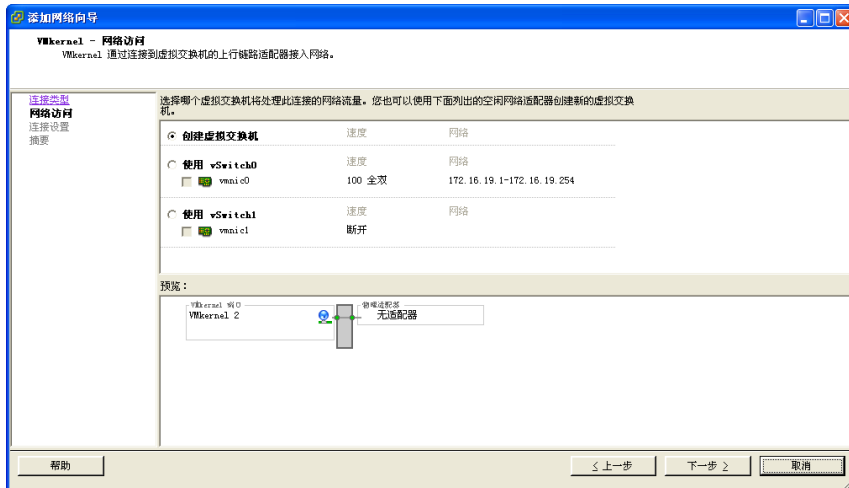 添加网络向导
VMkernel - 网络访问
VMkernel 通过连接到虚拟交换机的上行链路适配器接入网络。
连接类型
网络访问
连接设置
摘要
选择哪个虚拟交换机将处理此连接的网络流量。您也可以使用下面列出的空闲网络适配器创建新的虚拟交换
机。
创建虚拟交换机 速度 网络
使用 vSwitch0 速度 网络
vmnic0 100 全双 172.16.19.1-172.16.19.254
使用 vSwitch1 速度 网络
vmnic1 断开
预览：
VMkernel 端口 物理适配器
VMkernel 2 无适配器
帮助 ≤ 上一步 下一步 ≥ 取消